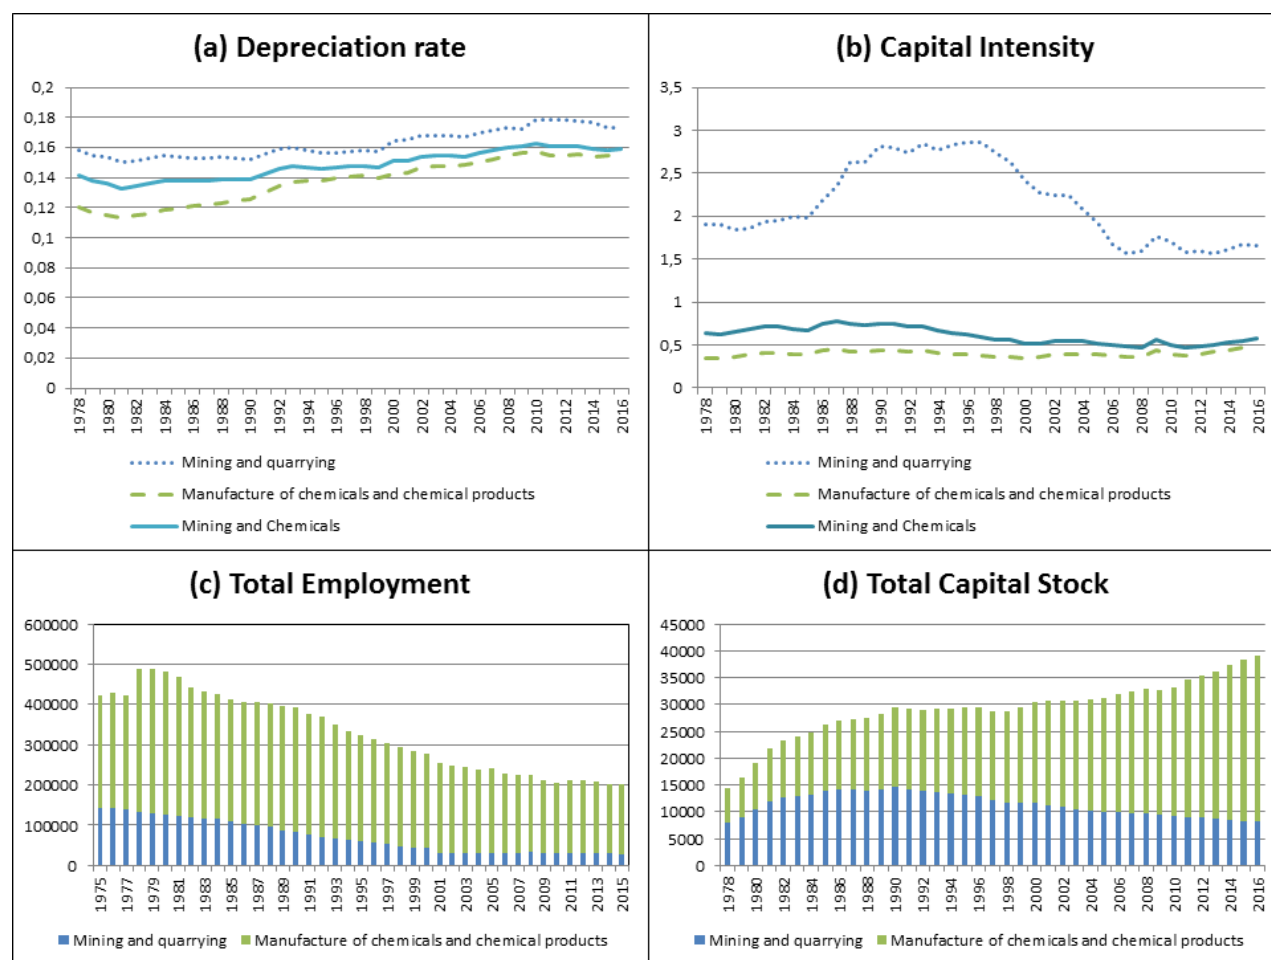 (a) Depreciation rate
0,2
0,18
0,16
0,14
0,12
0,1
0,08
0,06
0,04
0,02
0
1978 1980 1982 1984 1986 1988 1990 1992 1994 1996 1998 2000 2002 2004 2006 2008 2010 2012 2014 2016
Mining and quarrying
Manufacture of chemicals and chemical products
Mining and Chemicals
(b) Capital Intensity
3,5
3
2,5
2
1,5
1
0,5
0
1978 1980 1982 1984 1986 1988 1990 1992 1994 1996 1998 2000 2002 2004 2006 2008 2010 2012 2014 2016
Mining and quarrying
Manufacture of chemicals and chemical products
Mining and Chemicals
(c) Total Employment
600000
500000
400000
300000
200000
100000
0
1975 1977 1979 1981 1983 1985 1987 1989 1991 1993 1995 1997 1999 2001 2003 2005 2007 2009 2011 2013 2015
Mining and quarrying Manufacture of chemicals and chemical products
(d) Total Capital Stock
45000
40000
35000
30000
25000
20000
15000
10000
5000
0
1978 1980 1982 1984 1986 1988 1990 1992 1994 1996 1998 2000 2002 2004 2006 2008 2010 2012 2014 2016
Mining and quarrying Manufacture of chemicals and chemical products